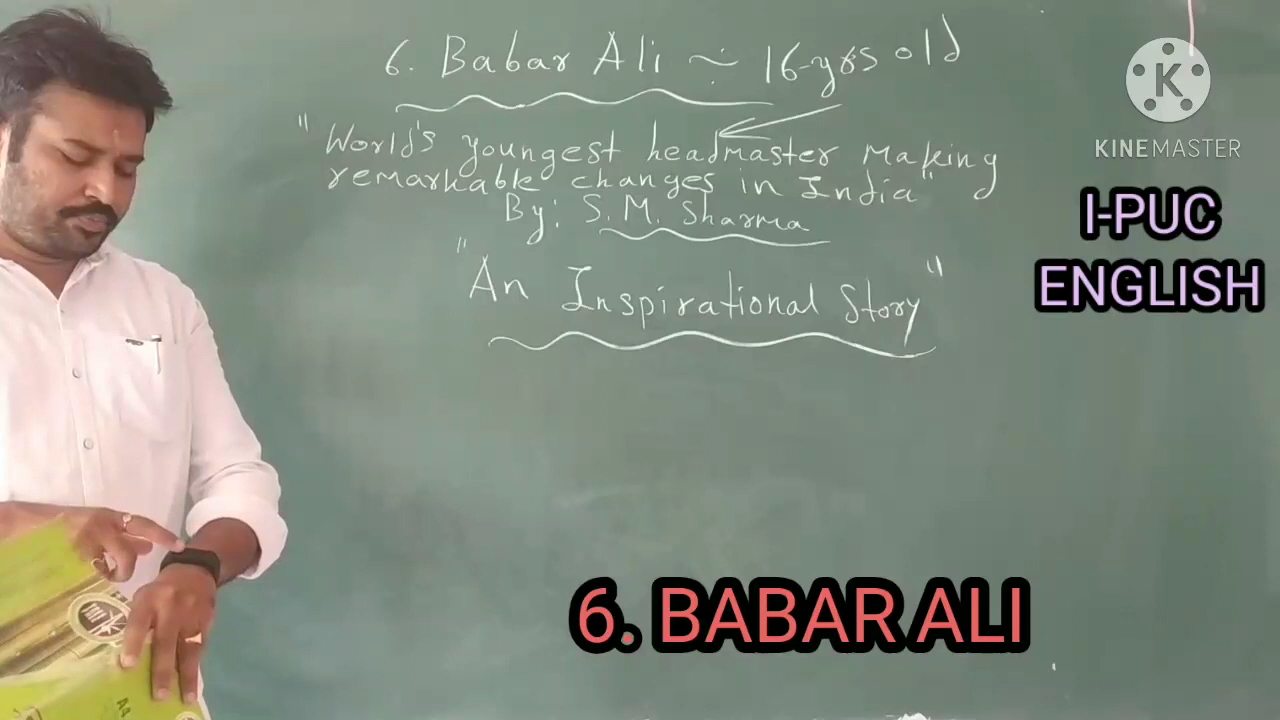 6. Babar Ali ~ 16-yrs old
"World's youngest headmaster Making
remarkable changes in India"
By: S. M. Sharma
"An Inspirational Story"
K
KINEMASTER
I-PUC
ENGLISH
6. BABAR ALI
A4